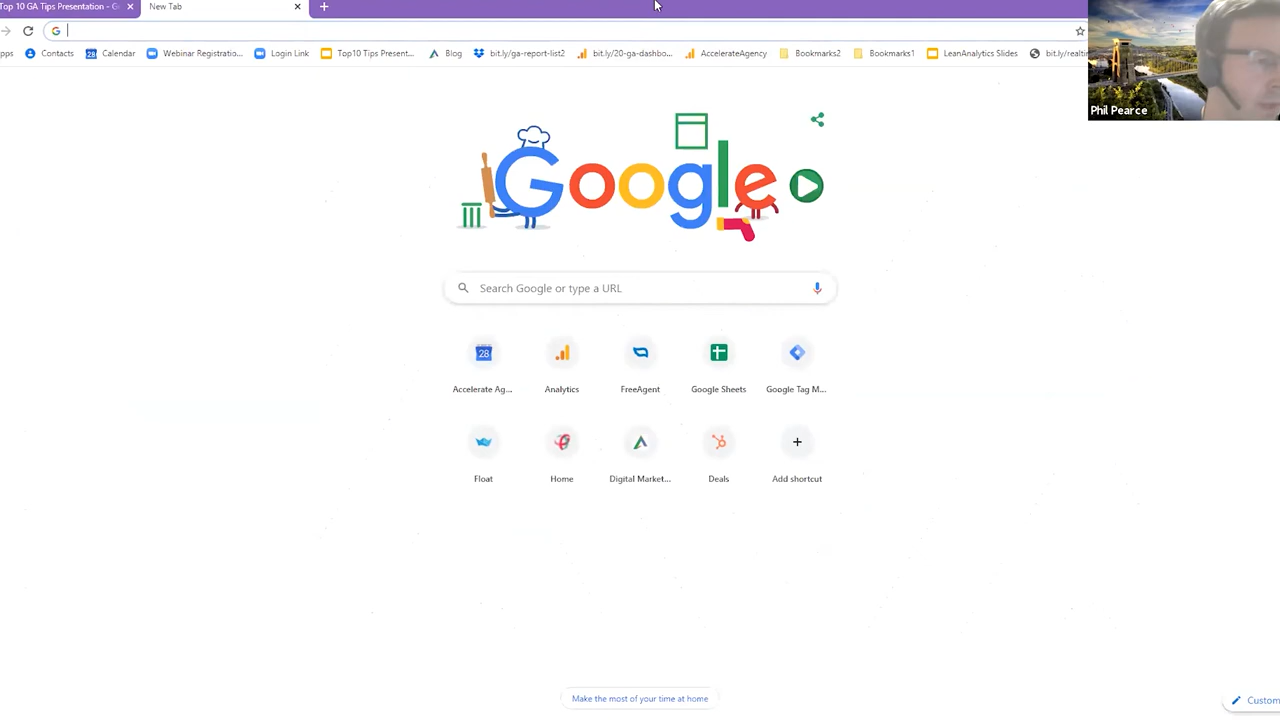 Top 10 GA Tips Presentation - G
New Tab
pps
Contacts
Calendar
Webinar Registratio...
Login Link
Top10 Tips Present...
Blog
bit.ly/ga-report-list2
bit.ly/20-ga-dashbo...
AccelerateAgency
Bookmarks2
Bookmarks1
LeanAnalytics Slides
bit.ly/realti
Phil Pearce
Google
Search Google or type a URL
28
Accelerate Ag...
Analytics
FreeAgent
Google Sheets
Google Tag M...
Float
Home
Digital Market...
Deals
Add shortcut
Make the most of your time at home
Custom